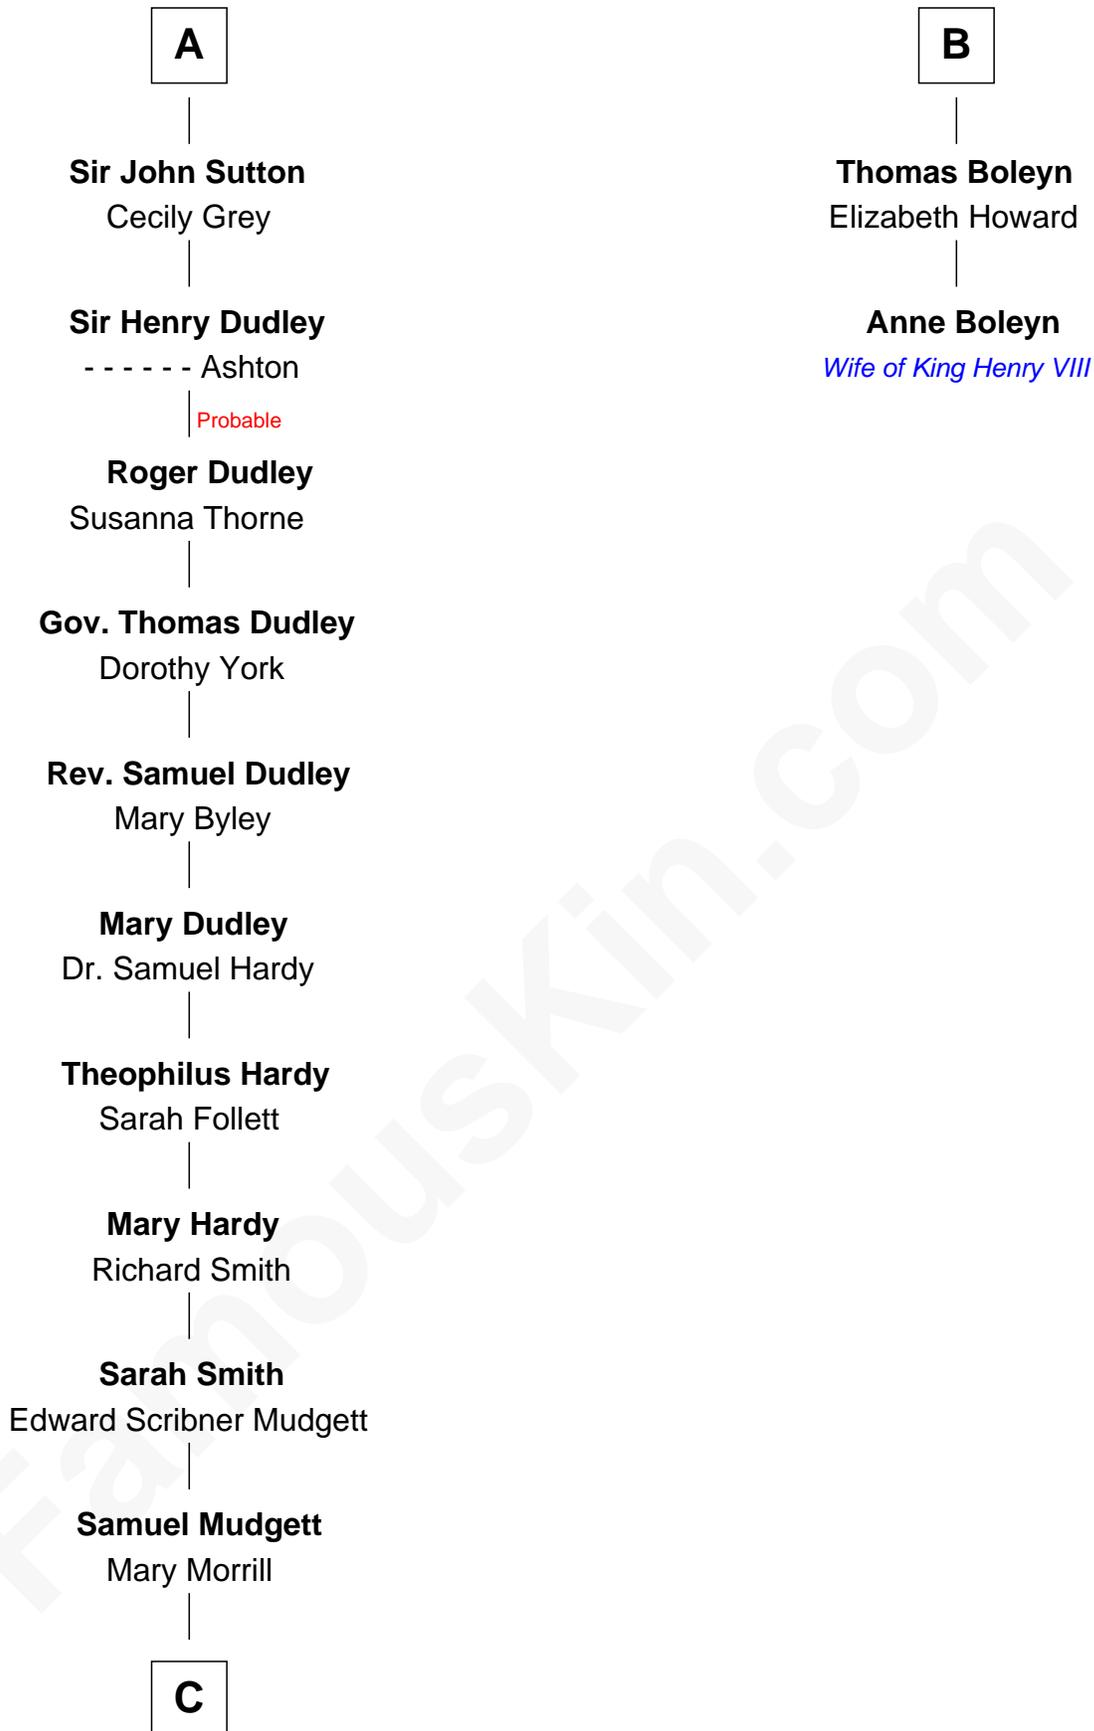 A
Sir John Sutton
Cecily Grey
Sir Henry Dudley
- - - - - - Ashton
Probable
Roger Dudley
Susanna Thorne
Gov. Thomas Dudley
Dorothy York
Rev. Samuel Dudley
Mary Byley
Mary Dudley
Dr. Samuel Hardy
Theophilus Hardy
Sarah Follett
Mary Hardy
Richard Smith
Sarah Smith
Edward Scribner Mudgett
Samuel Mudgett
Mary Morrill
C
B
Thomas Boleyn
Elizabeth Howard
Anne Boleyn
Wife of King Henry VIII
FamousKin.com